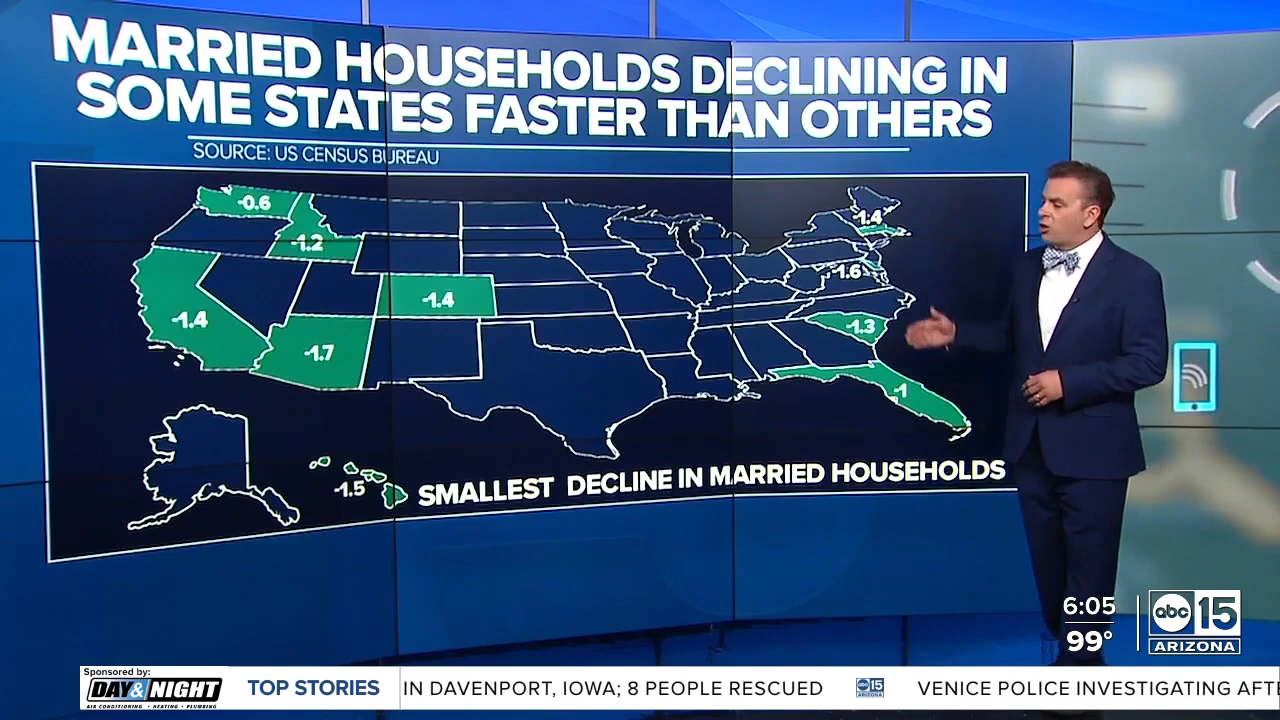 MARRIED HOUSEHOLDS DECLINING IN
SOME STATES FASTER THAN OTHERS
SOURCE: US CENSUS BUREAU
-0.6
-1.2
-1.4
-1.7
-1.4
-1.4
-1.6
-1.3
-1
-1.5
SMALLEST DECLINE IN MARRIED HOUSEHOLDS
6:05
99°
abc 15
ARIZONA
Sponsored by:
DAY & NIGHT
AIR CONDITIONING • HEATING • PLUMBING
TOP STORIES
IN DAVENPORT, IOWA; 8 PEOPLE RESCUED
abc 15
ARIZONA
VENICE POLICE INVESTIGATING AFT